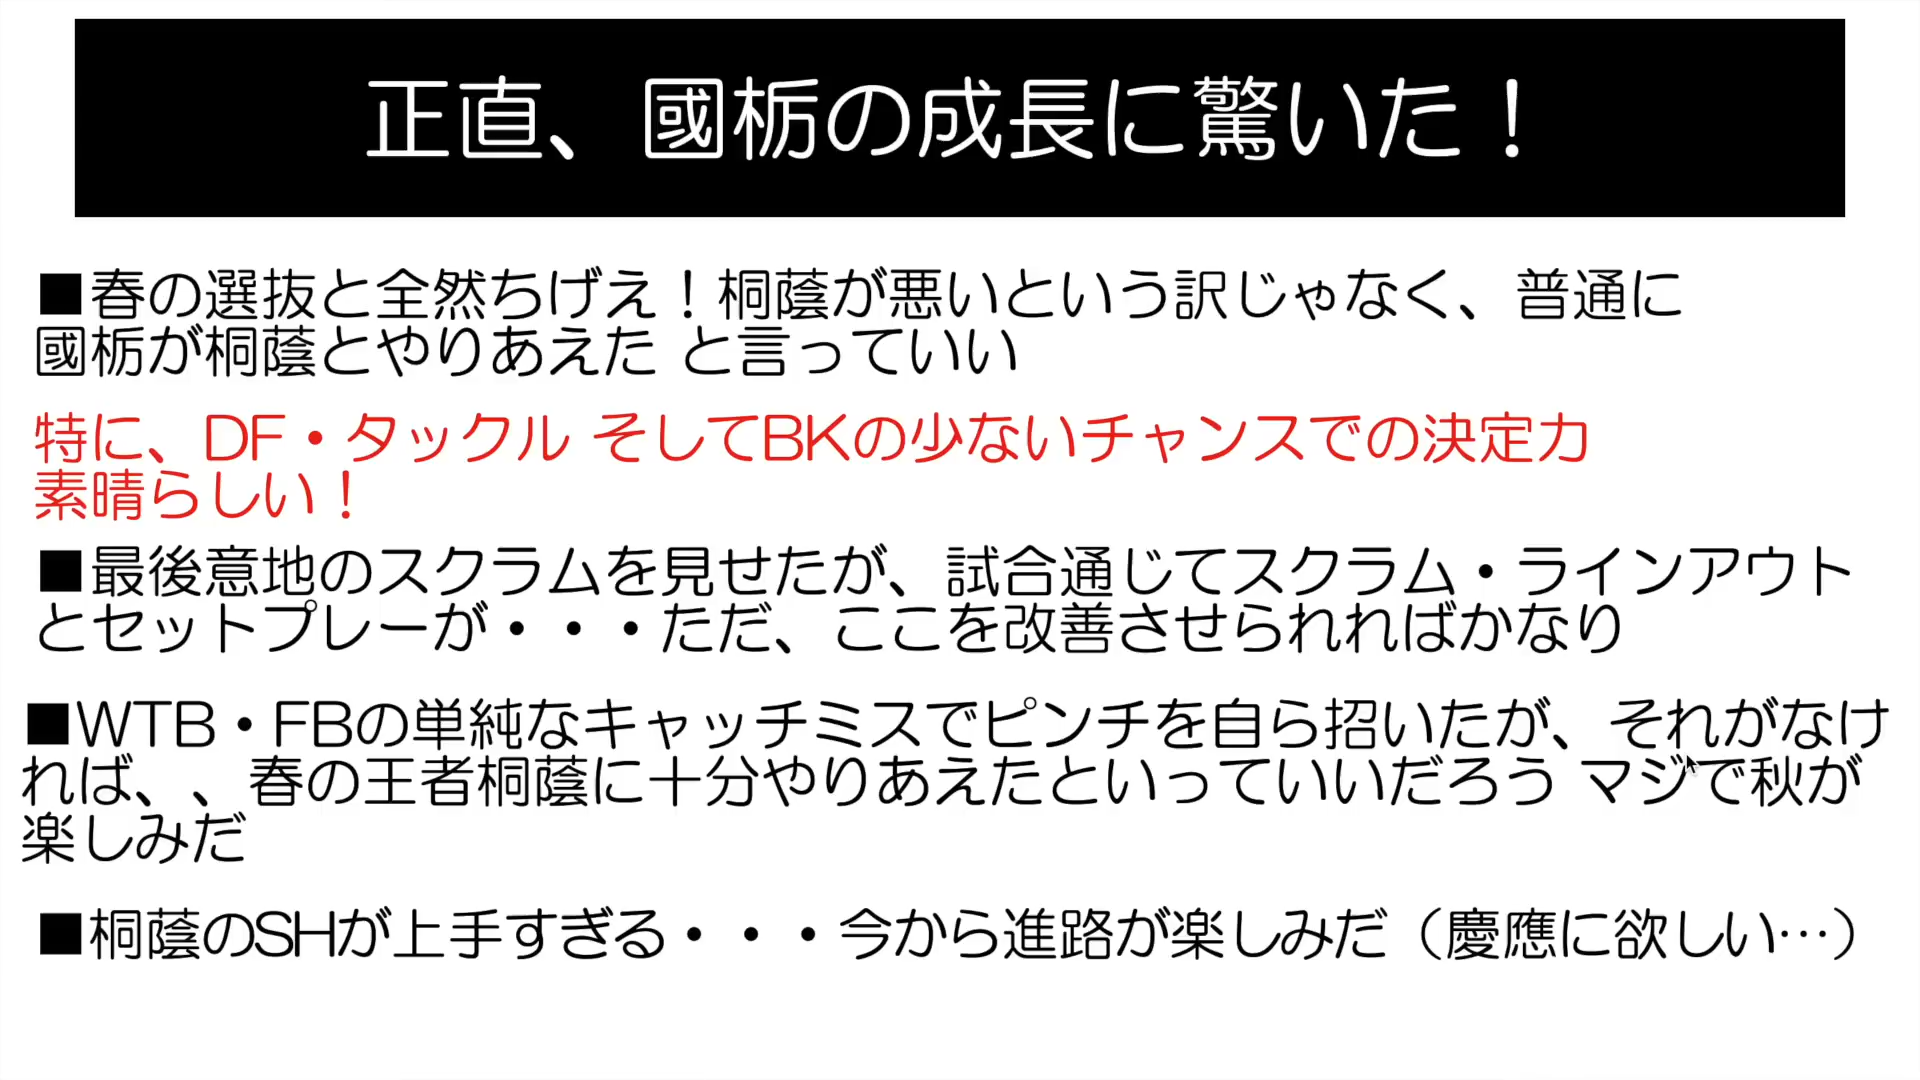 正直、國栃の成長に驚いた！
■春の選抜と全然ちげえ！桐蔭が悪いという訳じゃなく、普通に
國栃が桐蔭とやりあえた と言っていい
特に、DF・タックル そしてBKの少ないチャンスでの決定力
素晴らしい！
■最後意地のスクラムを見せたが、試合通じてスクラム・ラインアウト
とセットプレーが・・・ただ、ここを改善させられればかなり
■WTB・FBの単純なキャッチミスでピンチを自ら招いたが、それがなけ
れば、、春の王者桐蔭に十分やりあえたといっていいだろう マジで秋が
楽しみだ
■桐蔭のSHが上手すぎる・・・今から進路が楽しみだ（慶應に欲しい…）